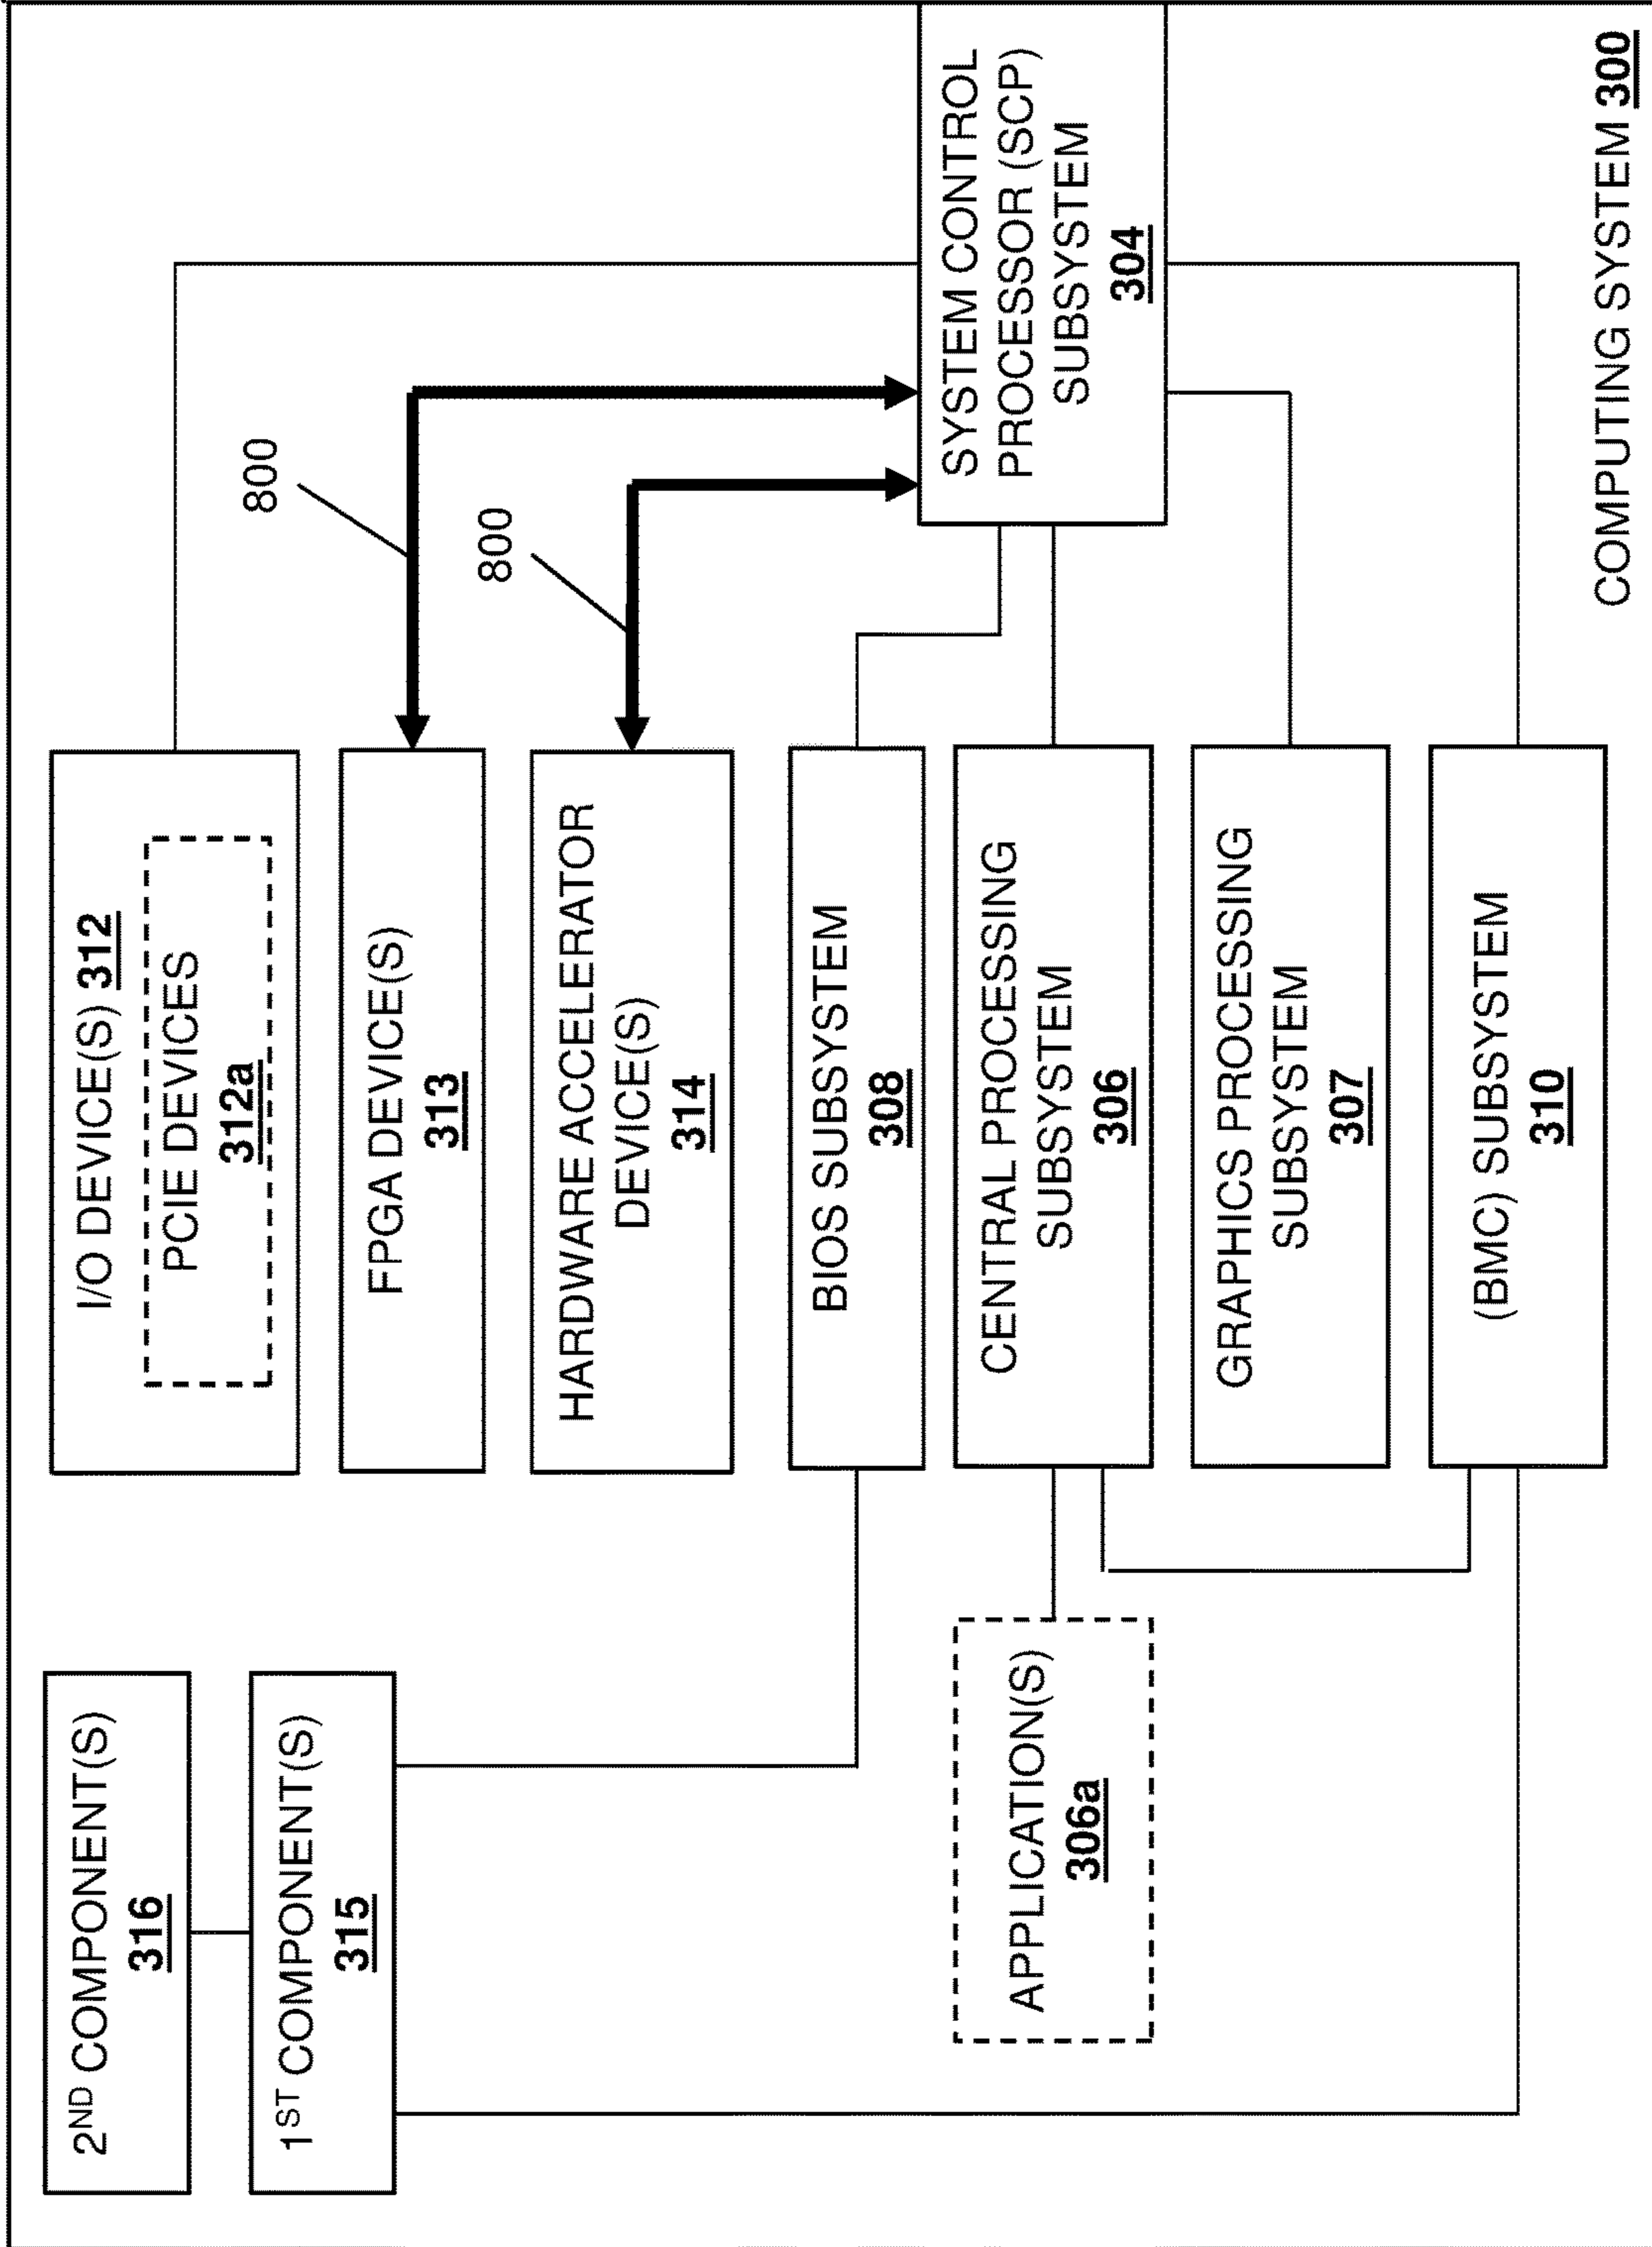 2ND COMPONENT(S)
316
1ST COMPONENT(S)
315
I/O DEVICE(S) 312
PCIE DEVICES
312a
FPGA DEVICE(S)
313
HARDWARE ACCELERATOR
DEVICE(S)
314
BIOS SUBSYSTEM
308
APPLICATION(S)
306a
CENTRAL PROCESSING
SUBSYSTEM
306
GRAPHICS PROCESSING
SUBSYSTEM
307
(BMC) SUBSYSTEM
310
800
800
SYSTEM CONTROL
PROCESSOR (SCP)
SUBSYSTEM
304
COMPUTING SYSTEM 300